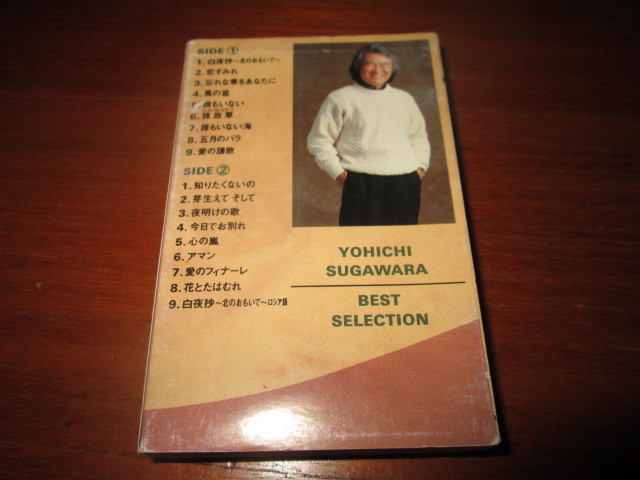 SIDE ①
1. 白夜抄〜北のおもいで〜
2. 恋すみれ
3. 忘れな草をあなたに
4. 風の盆
5. 誰もいない
6.
7. 誰もいない海
8. 五月のバラ
9. 愛の讃歌
SIDE ②
1. 知りたくないの
2. 芽生えて そして
3. 夜明けの歌
4. 今日でお別れ
5. 心の嵐
6. アマン
7. 愛のフィナーレ
8. 花とたはむれ
9. 白夜抄〜北のおもいで〜ロシア語
YOHICHI
SUGAWARA
BEST
SELECTION